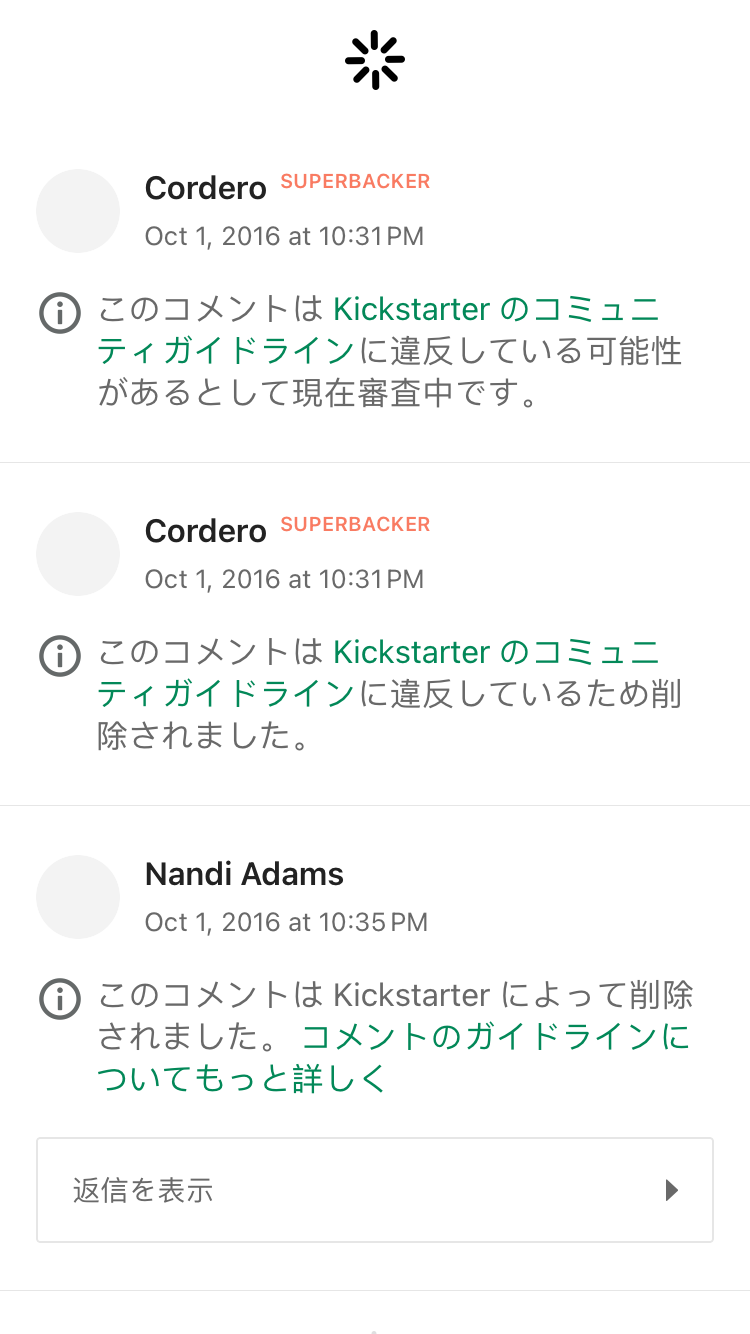 Cordero SUPERBACKER
Oct 1, 2016 at 10:31 PM
このコメントは Kickstarter のコミュニ
ティガイドラインに違反している可能性
があるとして現在審査中です。
Cordero SUPERBACKER
Oct 1, 2016 at 10:31 PM
このコメントは Kickstarter のコミュニ
ティガイドラインに違反しているため削
除されました。
Nandi Adams
Oct 1, 2016 at 10:35 PM
このコメントは Kickstarter によって削除
されました。 コメントのガイドラインに
ついてもっと詳しく
返信を表示